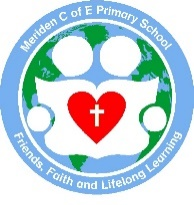 Meriden C of E Primary School
Friends, Faith and Lifelong Learning